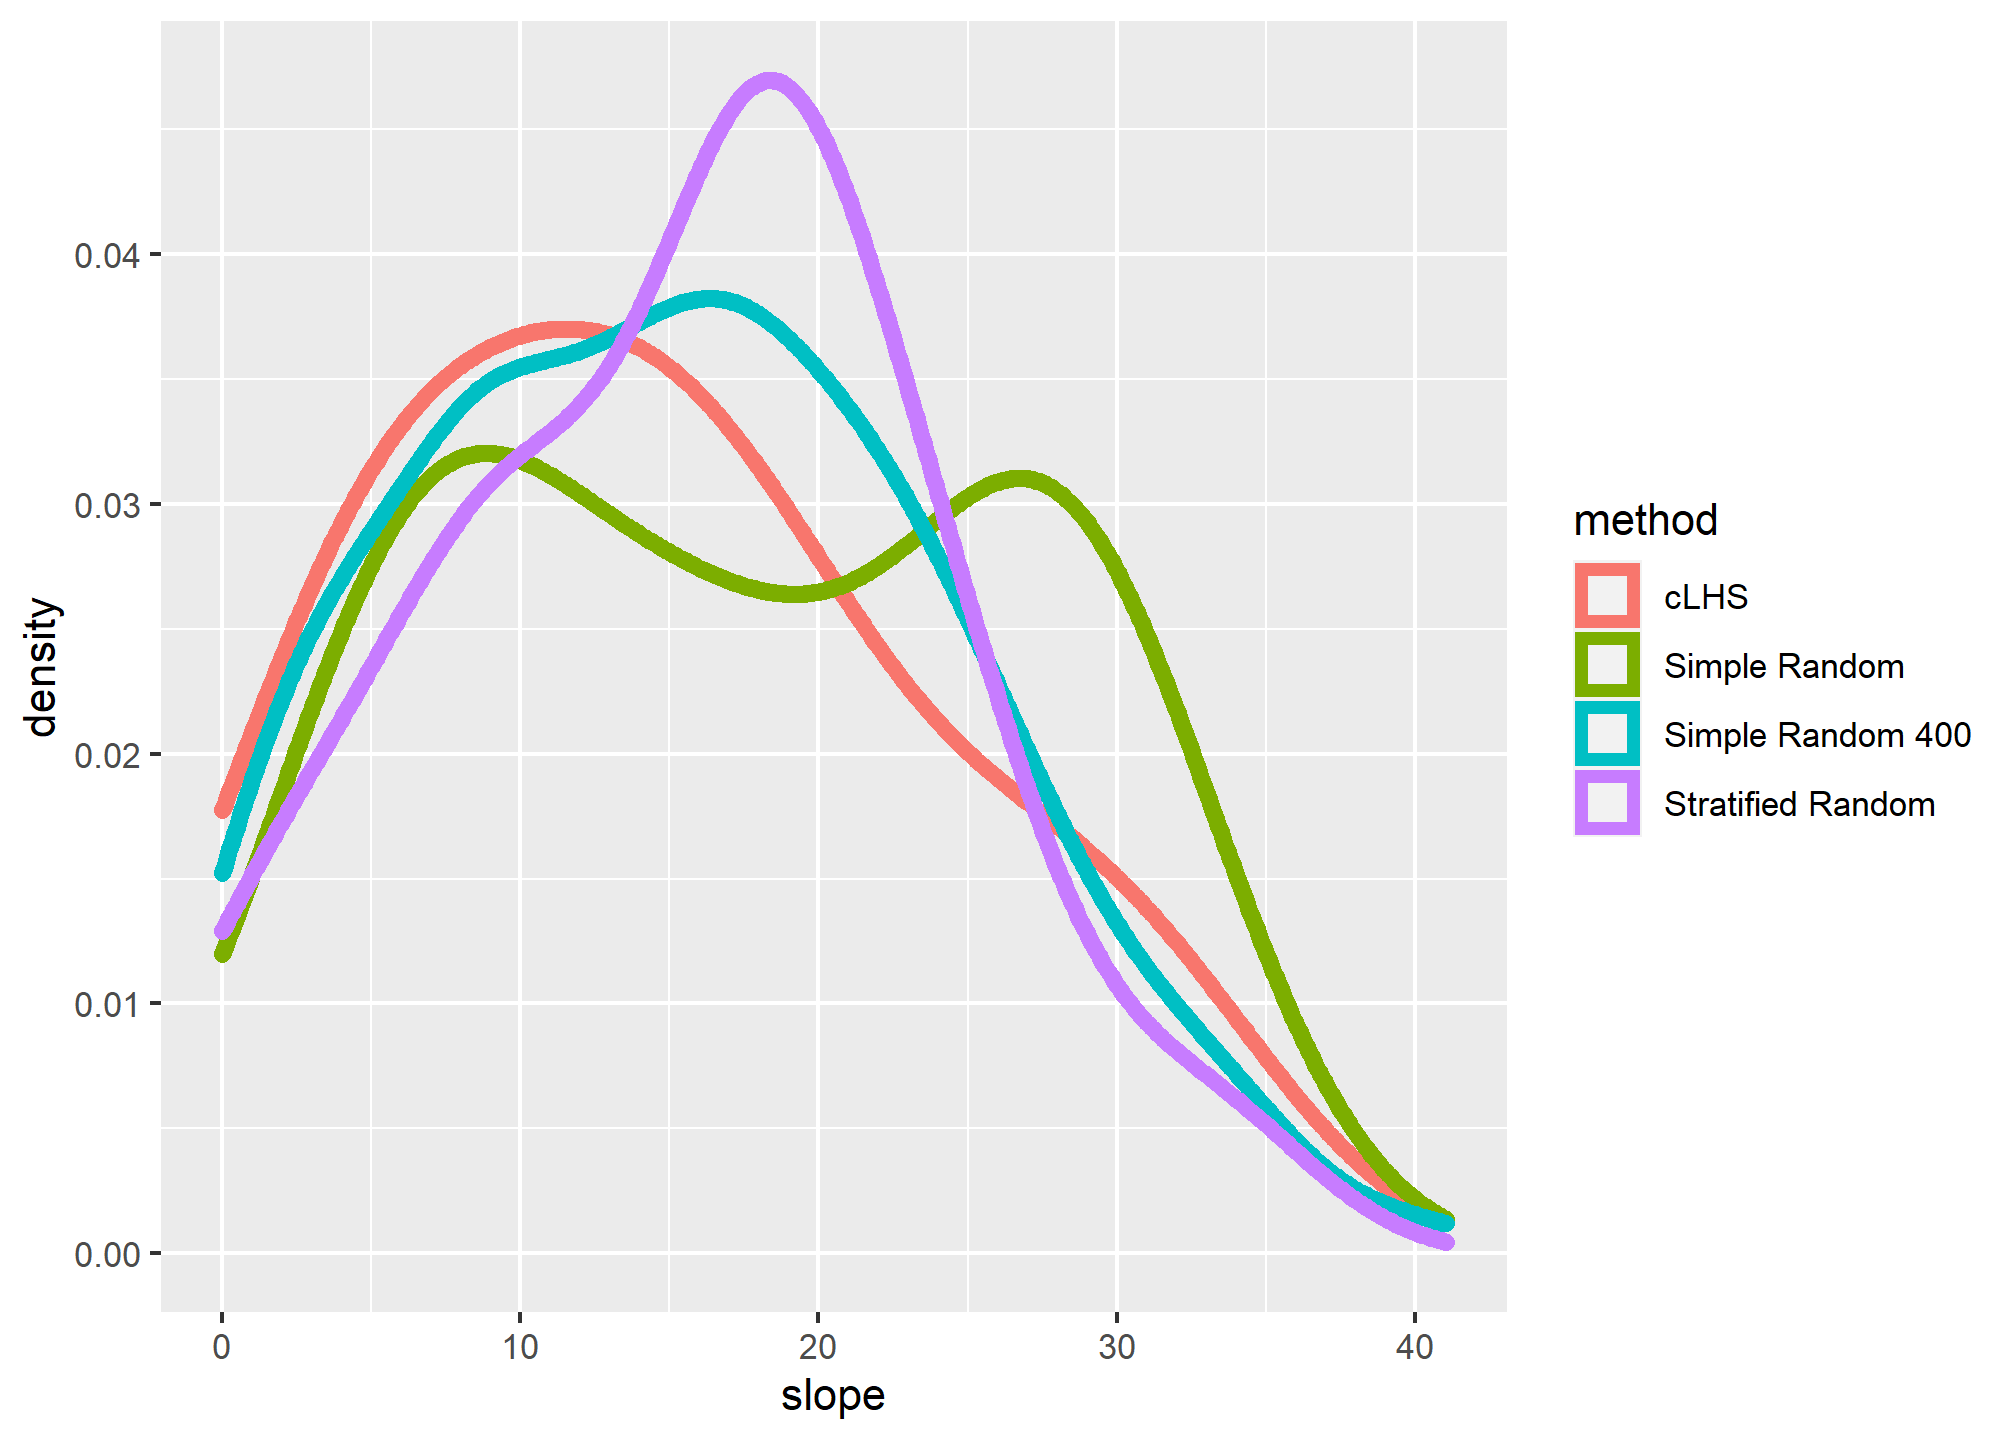 density
0.04
0.03
0.02
0.01
0.00
0 10 20 30 40
slope
method
cLHS
Simple Random
Simple Random 400
Stratified Random